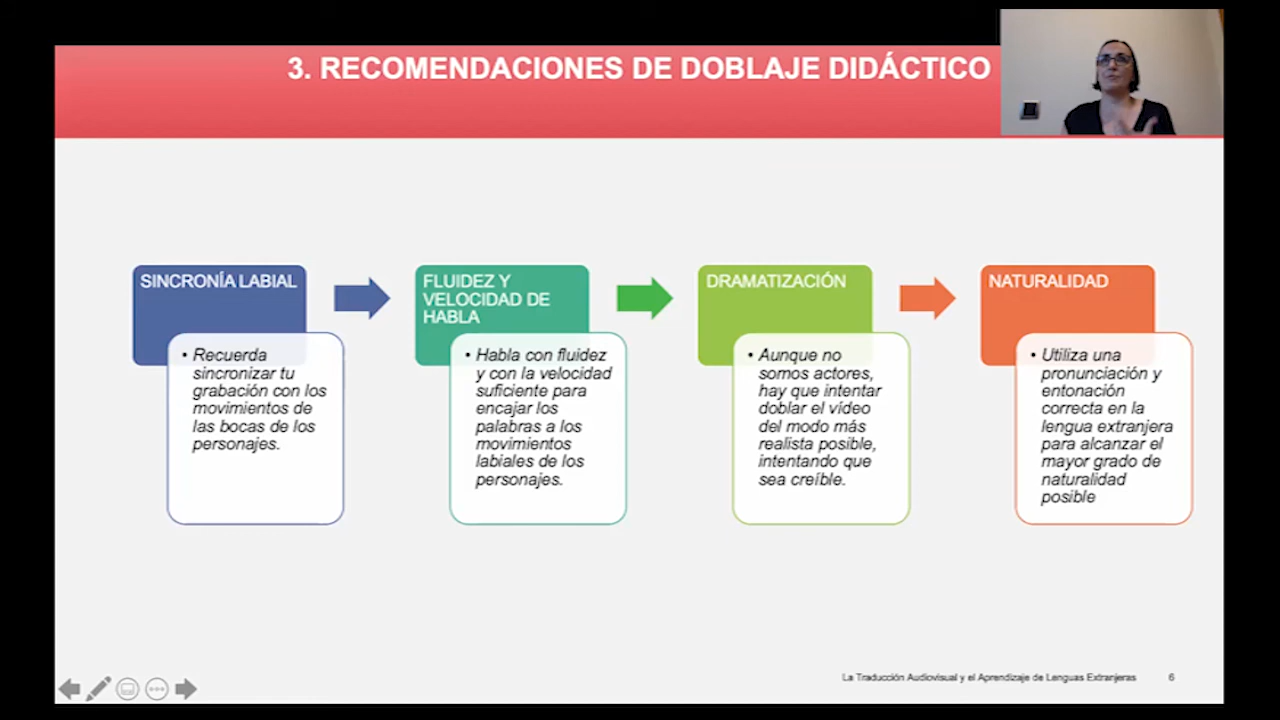 3. RECOMENDACIONES DE DOBLAJE DIDÁCTICO
SINCRONÍA LABIAL
• Recuerda
sincronizar tu
grabación con los
movimientos de
las bocas de los
personajes.
FLUIDEZ Y
VELOCIDAD DE
HABLA
• Habla con fluidez
y con la velocidad
suficiente para
encajar los
palabras a los
movimientos
labiales de los
personajes.
DRAMATIZACIÓN
• Aunque no
somos actores,
hay que intentar
doblar el vídeo
del modo más
realista posible,
intentando que
sea creíble.
NATURALIDAD
• Utiliza una
pronunciación y
entonación
correcta en la
lengua extranjera
para alcanzar el
mayor grado de
naturalidad
posible
La Traducción Audiovisual y el Aprendizaje de Lenguas Extranjeras 6